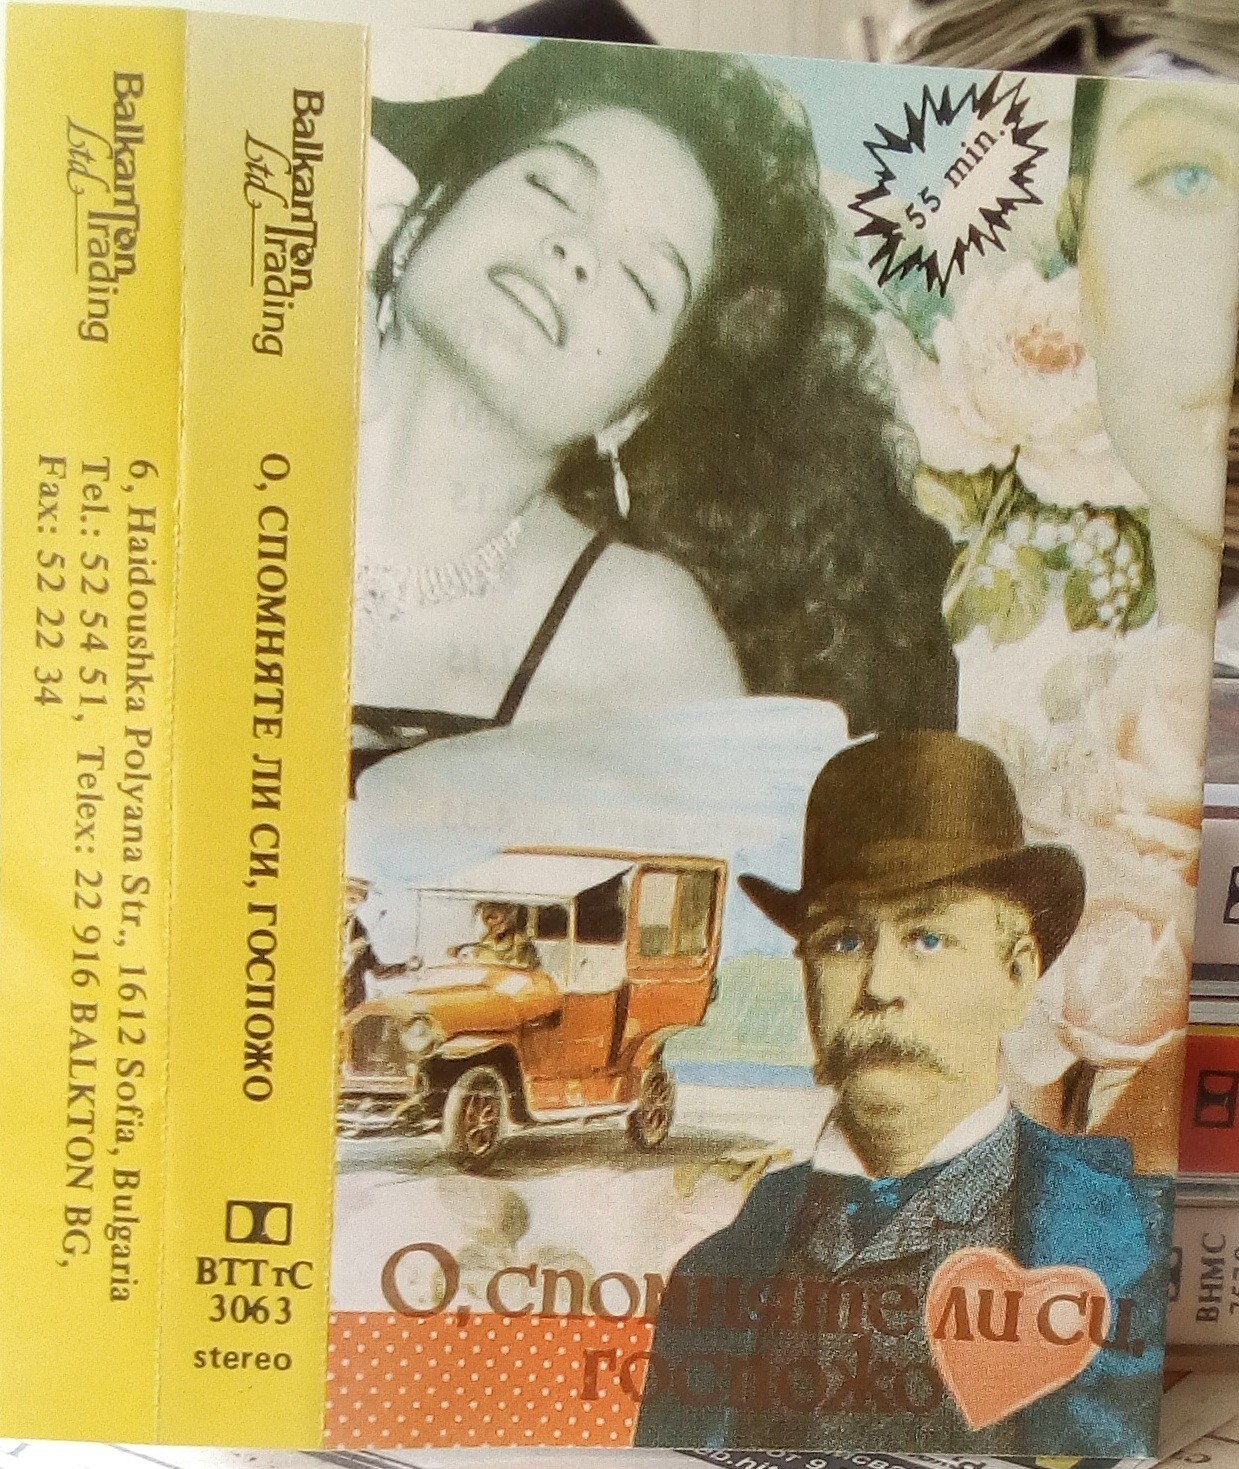 BalkanTon
Ltd Trading
6, Haidoushka Polyana Str., 1612 Sofia, Bulgaria
Tel.: 52 54 51, Telex: 22 916 BALKTON BG,
Fax: 52 22 34
BalkanTon
Ltd Trading
О, СПОМНЯТЕ ЛИ СИ, ГОСПОЖО
ВТТтС
3063
stereo
55 min.
О, спомняте ли си,
госпожо
ВНМС